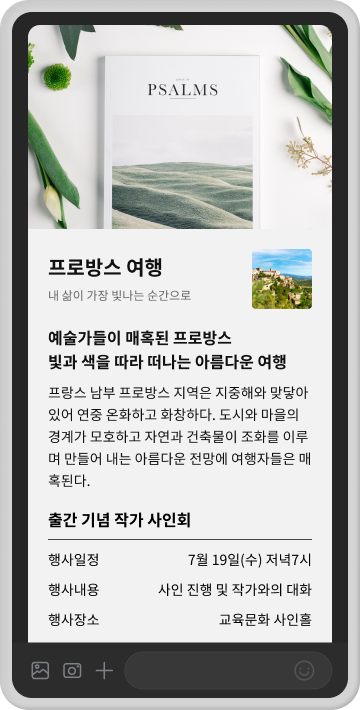 PSALMS
프로방스 여행
내 삶이 가장 빛나는 순간으로
예술가들이 매혹된 프로방스
빛과 색을 따라 떠나는 아름다운 여행
프랑스 남부 프로방스 지역은 지중해와 맞닿아
있어 연중 온화하고 화창하다. 도시와 마을의
경계가 모호하고 자연과 건축물이 조화를 이루
며 만들어 내는 아름다운 전망에 여행자들은 매
혹된다.
출간 기념 작가 사인회
행사일정 7월 19일(수) 저녁7시
행사내용 사인 진행 및 작가와의 대화
행사장소 교육문화 사인홀